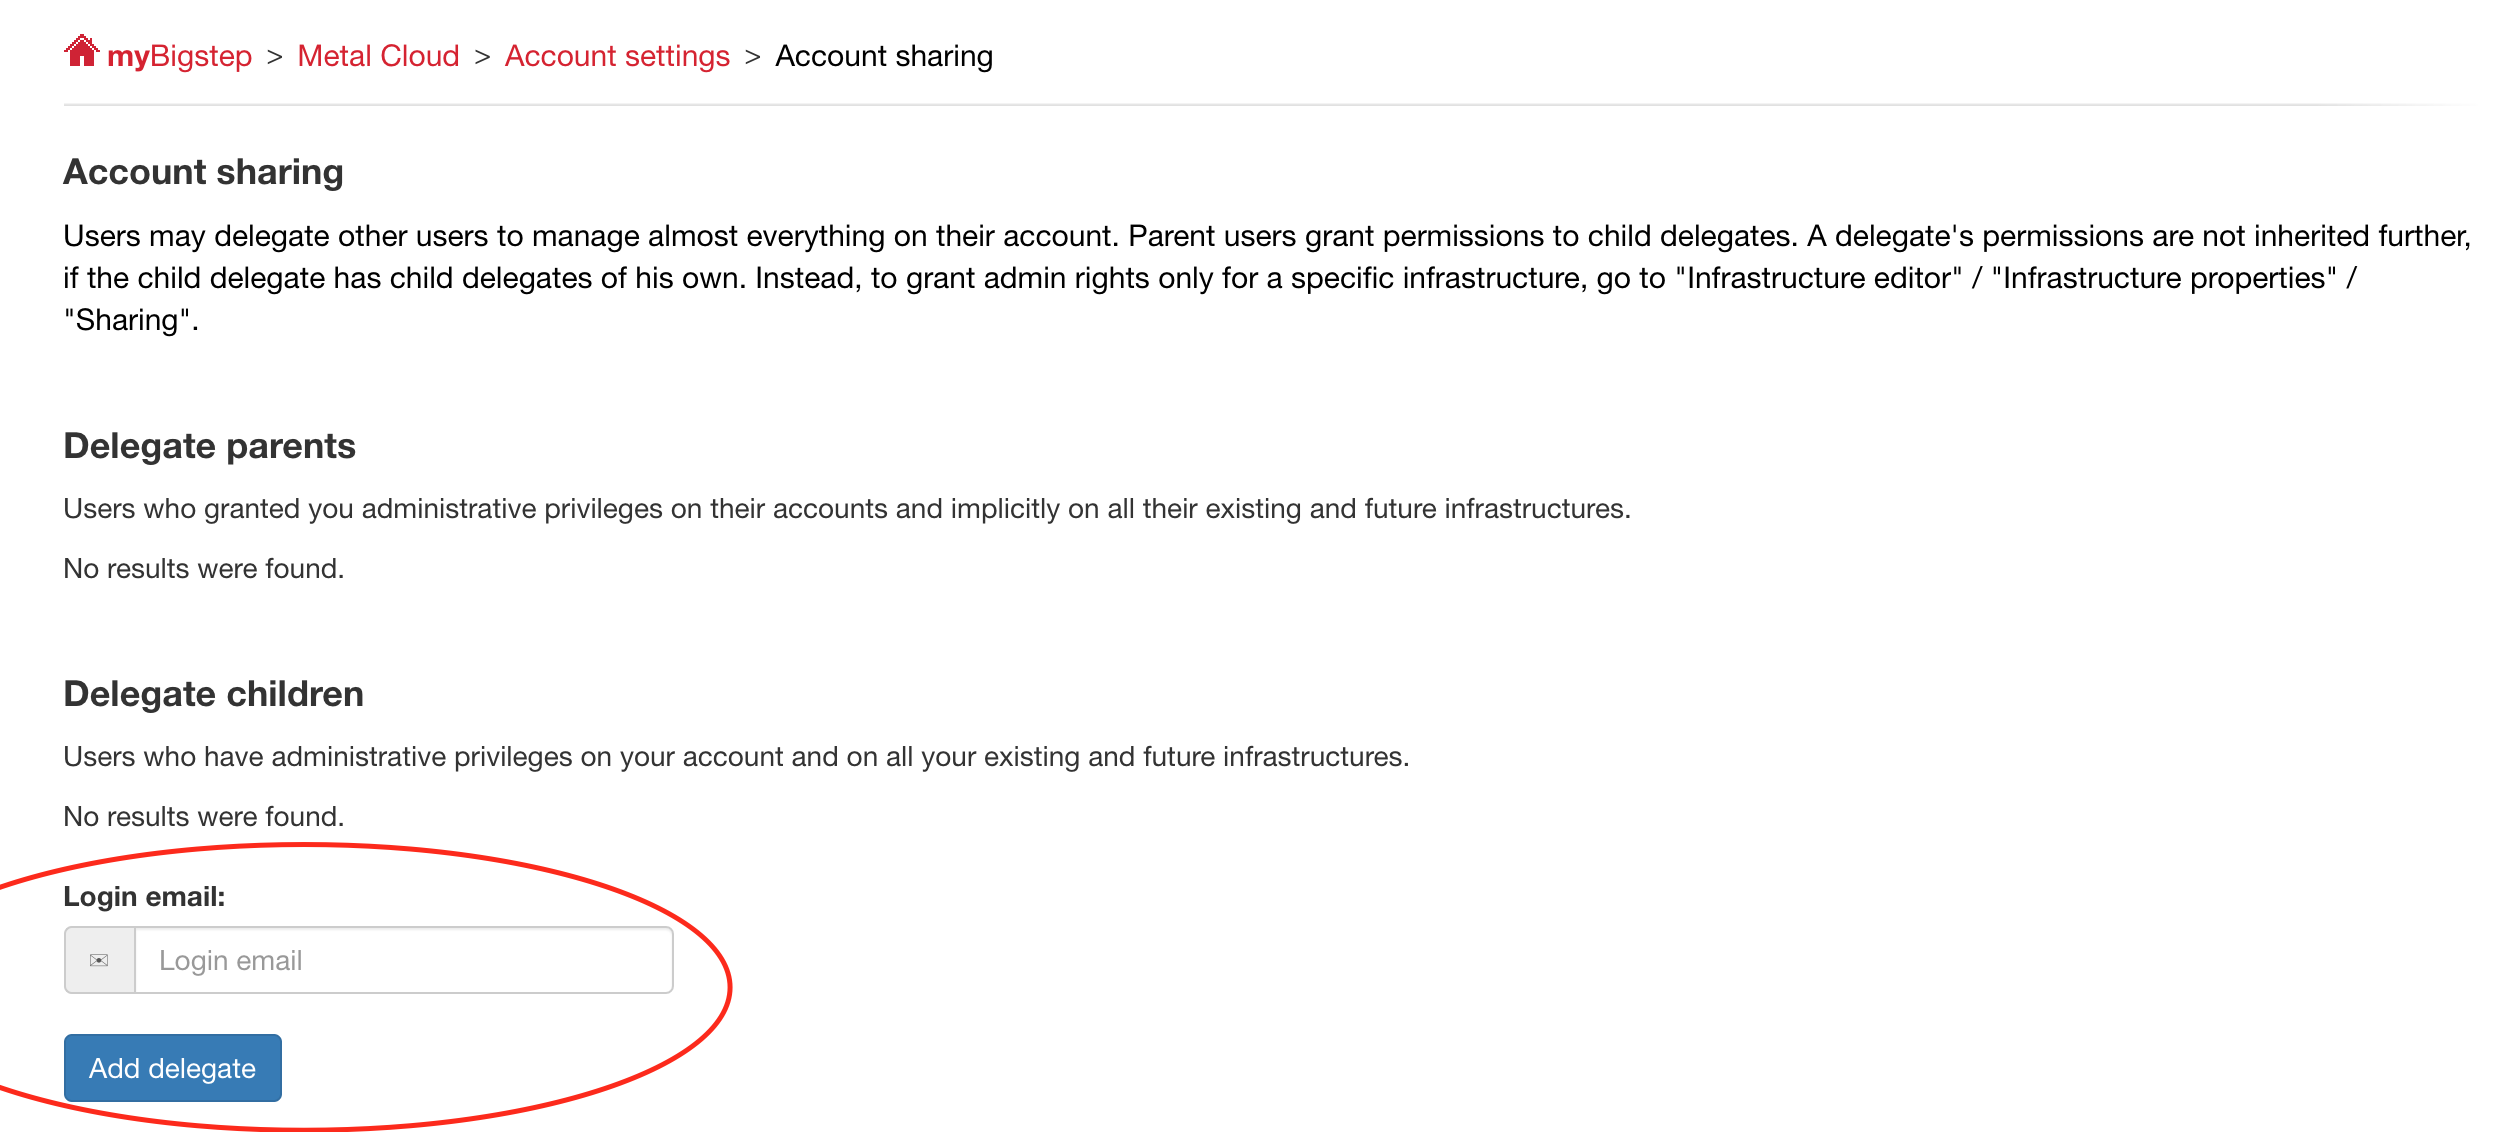 myBigstep > Metal Cloud > Account settings > Account sharing
Account sharing
Users may delegate other users to manage almost everything on their account. Parent users grant permissions to child delegates. A delegate's permissions are not inherited further,
if the child delegate has child delegates of his own. Instead, to grant admin rights only for a specific infrastructure, go to "Infrastructure editor" / "Infrastructure properties" /
"Sharing".
Delegate parents
Users who granted you administrative privileges on their accounts and implicitly on all their existing and future infrastructures.
No results were found.
Delegate children
Users who have administrative privileges on your account and on all your existing and future infrastructures.
No results were found.
Login email:
Login email
Add delegate